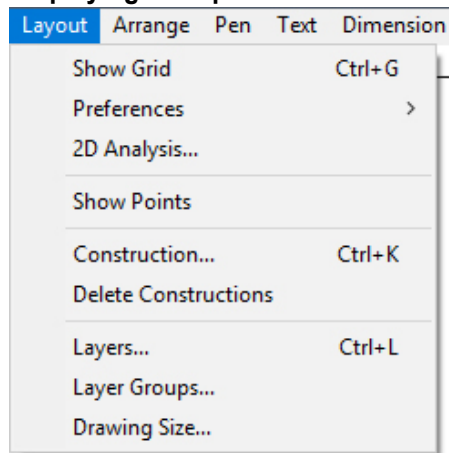 Layout Arrange Pen Text Dimension
Show Grid Ctrl+G
Preferences >
2D Analysis...
Show Points
Construction... Ctrl+K
Delete Constructions
Layers... Ctrl+L
Layer Groups...
Drawing Size...